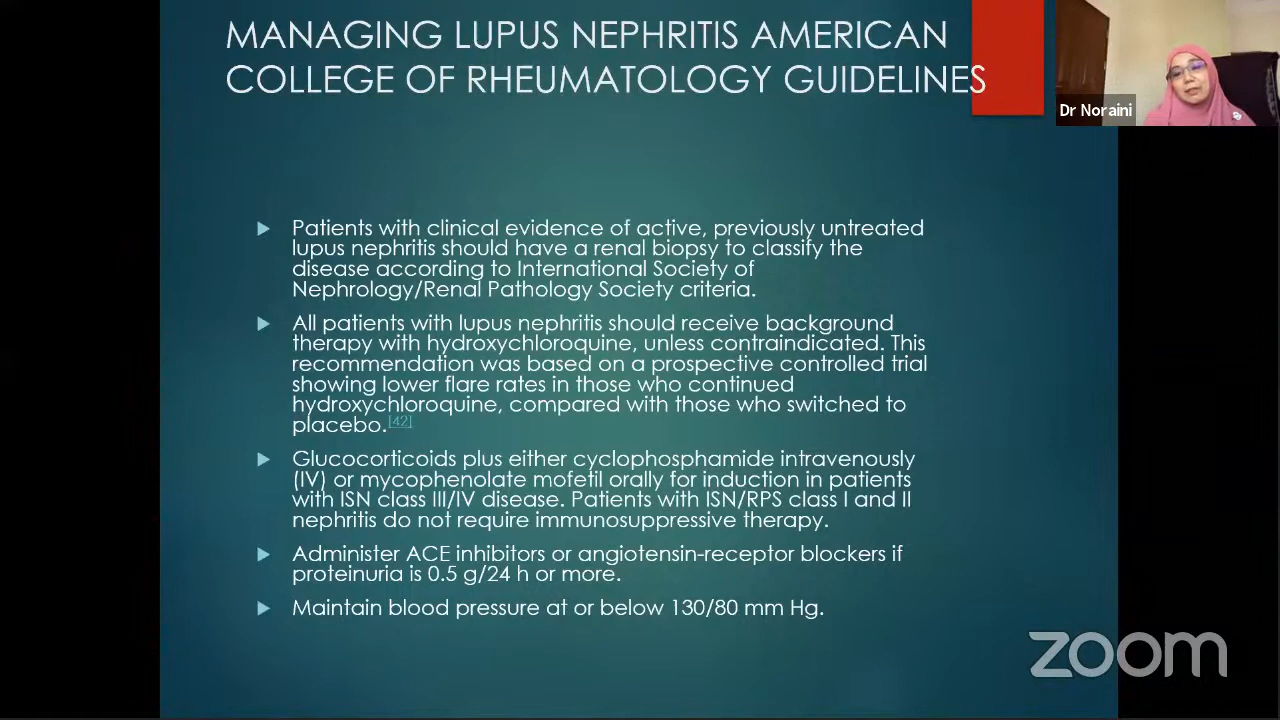 MANAGING LUPUS NEPHRITIS AMERICAN
COLLEGE OF RHEUMATOLOGY GUIDELINES
Dr Noraini
Patients with clinical evidence of active, previously untreated
lupus nephritis should have a renal biopsy to classify the
disease according to International Society of
Nephrology/Renal Pathology Society criteria.
All patients with lupus nephritis should receive background
therapy with hydroxychloroquine, unless contraindicated. This
recommendation was based on a prospective controlled trial
showing lower flare rates in those who continued
hydroxychloroquine, compared with those who switched to
placebo.[42]
Glucocorticoids plus either cyclophosphamide intravenously
(IV) or mycophenolate mofetil orally for induction in patients
with ISN class III/IV disease. Patients with ISN/RPS class I and II
nephritis do not require immunosuppressive therapy.
Administer ACE inhibitors or angiotensin-receptor blockers if
proteinuria is 0.5 g/24 h or more.
Maintain blood pressure at or below 130/80 mm Hg.
zoom